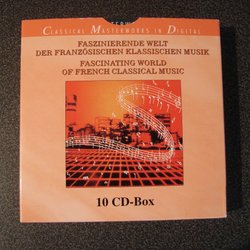 Classical Masterworks in Digital
FASZINIERENDE WELT
DER FRANZÖSISCHEN KLASSISCHEN MUSIK
FASCINATING WORLD
OF FRENCH CLASSICAL MUSIC
10 CD-Box